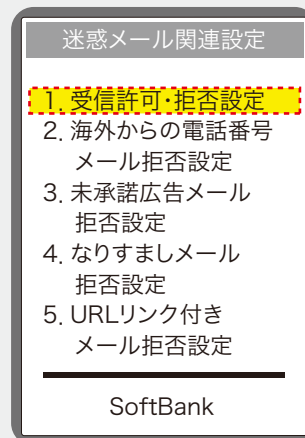 迷惑メール関連設定
1. 受信許可・拒否設定
2. 海外からの電話番号
メール拒否設定
3. 未承諾広告メール
拒否設定
4. なりすましメール
拒否設定
5. URLリンク付き
メール拒否設定
SoftBank